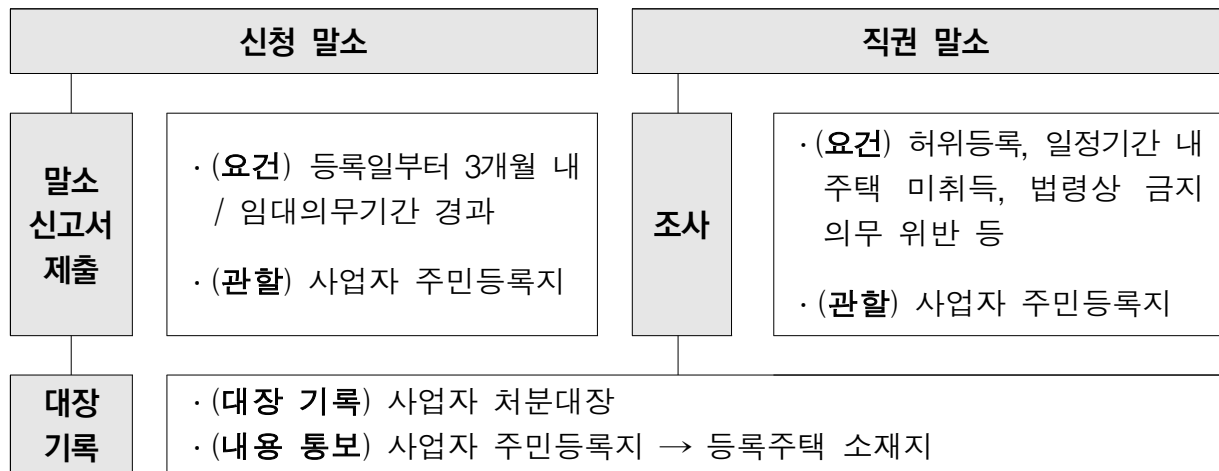 신청 말소
직권 말소
말소
신고서
제출
· (요건) 등록일부터 3개월 내
/ 임대의무기간 경과
· (관할) 사업자 주민등록지
조사
· (요건) 허위등록, 일정기간 내
주택 미취득, 법령상 금지
의무 위반 등
· (관할) 사업자 주민등록지
대장
기록
· (대장 기록) 사업자 처분대장
· (내용 통보) 사업자 주민등록지 → 등록주택 소재지